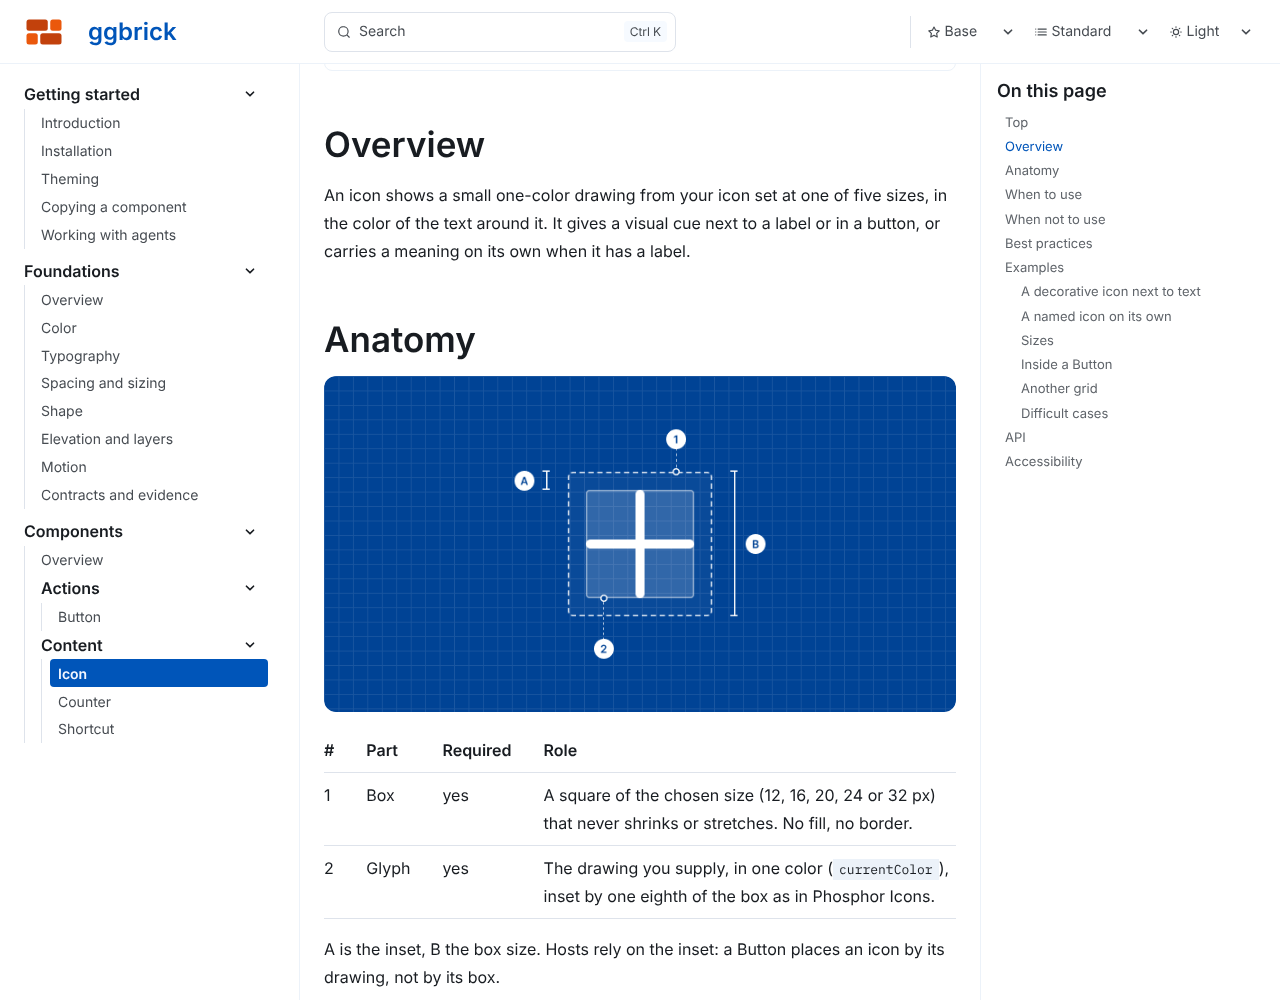 ggbrick
Search
Ctrl K
Base
Standard
Light
Getting started
Introduction
Installation
Theming
Copying a component
Working with agents
Foundations
Overview
Color
Typography
Spacing and sizing
Shape
Elevation and layers
Motion
Contracts and evidence
Components
Overview
Actions
Button
Content
Icon
Counter
Shortcut
Overview
An icon shows a small one-color drawing from your icon set at one of five sizes, in
the color of the text around it. It gives a visual cue next to a label or in a button, or
carries a meaning on its own when it has a label.
Anatomy
1
A
B
2
# Part Required Role
1 Box yes A square of the chosen size (12, 16, 20, 24 or 32 px)
that never shrinks or stretches. No fill, no border.
2 Glyph yes The drawing you supply, in one color (currentColor),
inset by one eighth of the box as in Phosphor Icons.
A is the inset, B the box size. Hosts rely on the inset: a Button places an icon by its
drawing, not by its box.
On this page
Top
Overview
Anatomy
When to use
When not to use
Best practices
Examples
A decorative icon next to text
A named icon on its own
Sizes
Inside a Button
Another grid
Difficult cases
API
Accessibility